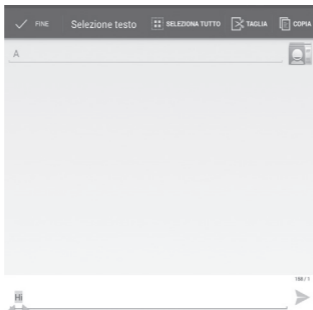 FINE Selezione testo SELEZIONA TUTTO TAGLIA COPIA
A
158 / 1
Hi